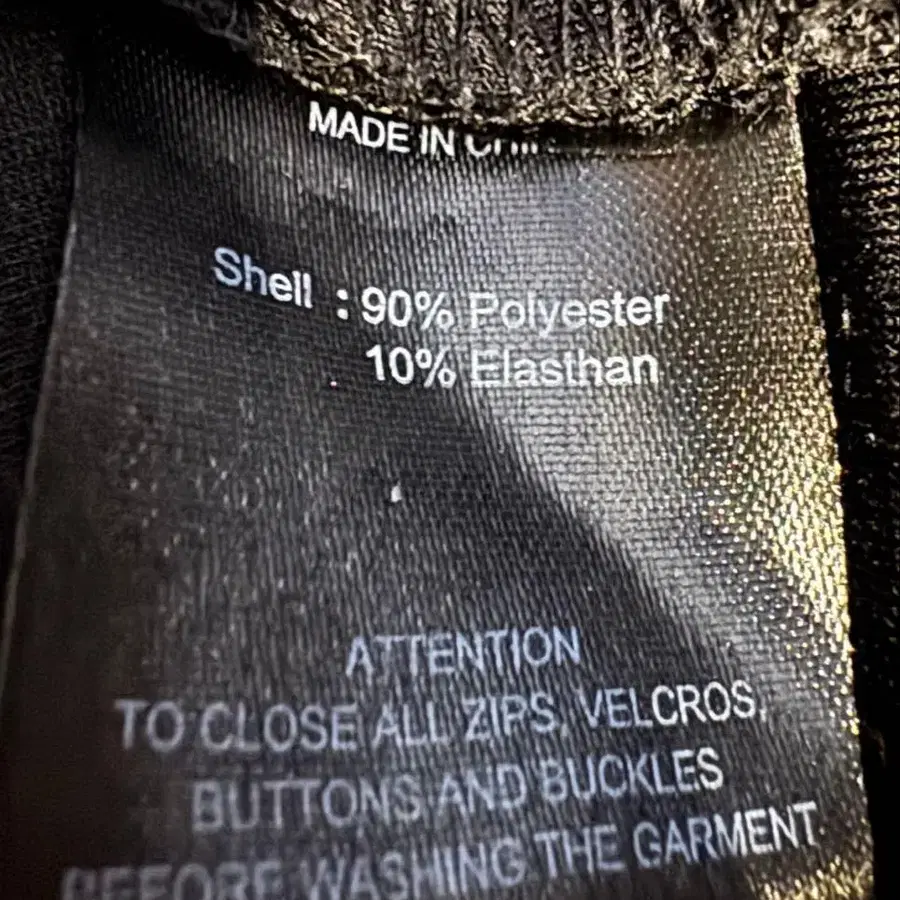 MADE IN
Shell : 90% Polyester
10% Elasthan
ATTENTION
TO CLOSE ALL ZIPS, VELCROS,
BUTTONS AND BUCKLES
BEFORE WASHING THE GARMENT